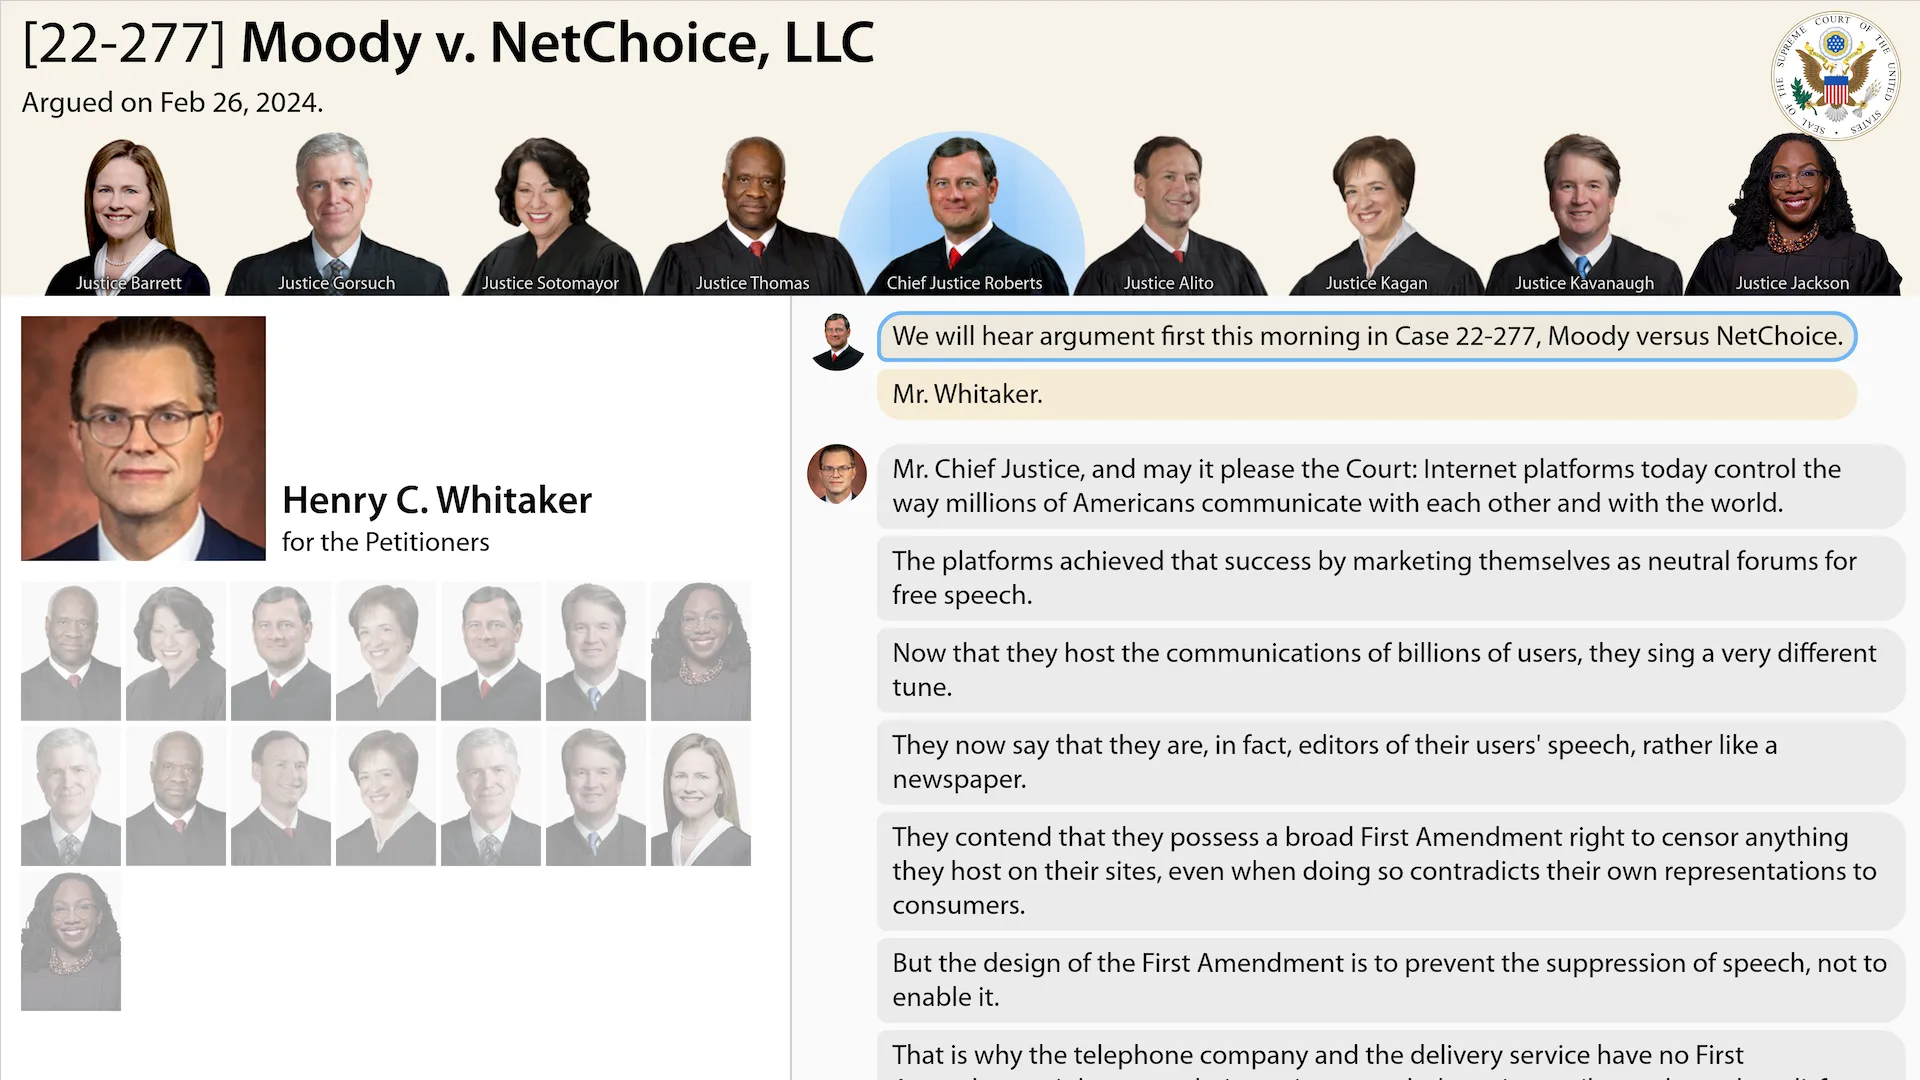 [22-277] Moody v. NetChoice, LLC
Argued on Feb 26, 2024.
SEAL OF THE SUPREME COURT OF THE UNITED STATES
Justice Barrett
Justice Gorsuch
Justice Sotomayor
Justice Thomas
Chief Justice Roberts
Justice Alito
Justice Kagan
Justice Kavanaugh
Justice Jackson
Henry C. Whitaker
for the Petitioners
We will hear argument first this morning in Case 22-277, Moody versus NetChoice.
Mr. Whitaker.
Mr. Chief Justice, and may it please the Court: Internet platforms today control the
way millions of Americans communicate with each other and with the world.
The platforms achieved that success by marketing themselves as neutral forums for
free speech.
Now that they host the communications of billions of users, they sing a very different
tune.
They now say that they are, in fact, editors of their users' speech, rather like a
newspaper.
They contend that they possess a broad First Amendment right to censor anything
they host on their sites, even when doing so contradicts their own representations to
consumers.
But the design of the First Amendment is to prevent the suppression of speech, not to
enable it.
That is why the telephone company and the delivery service have no First